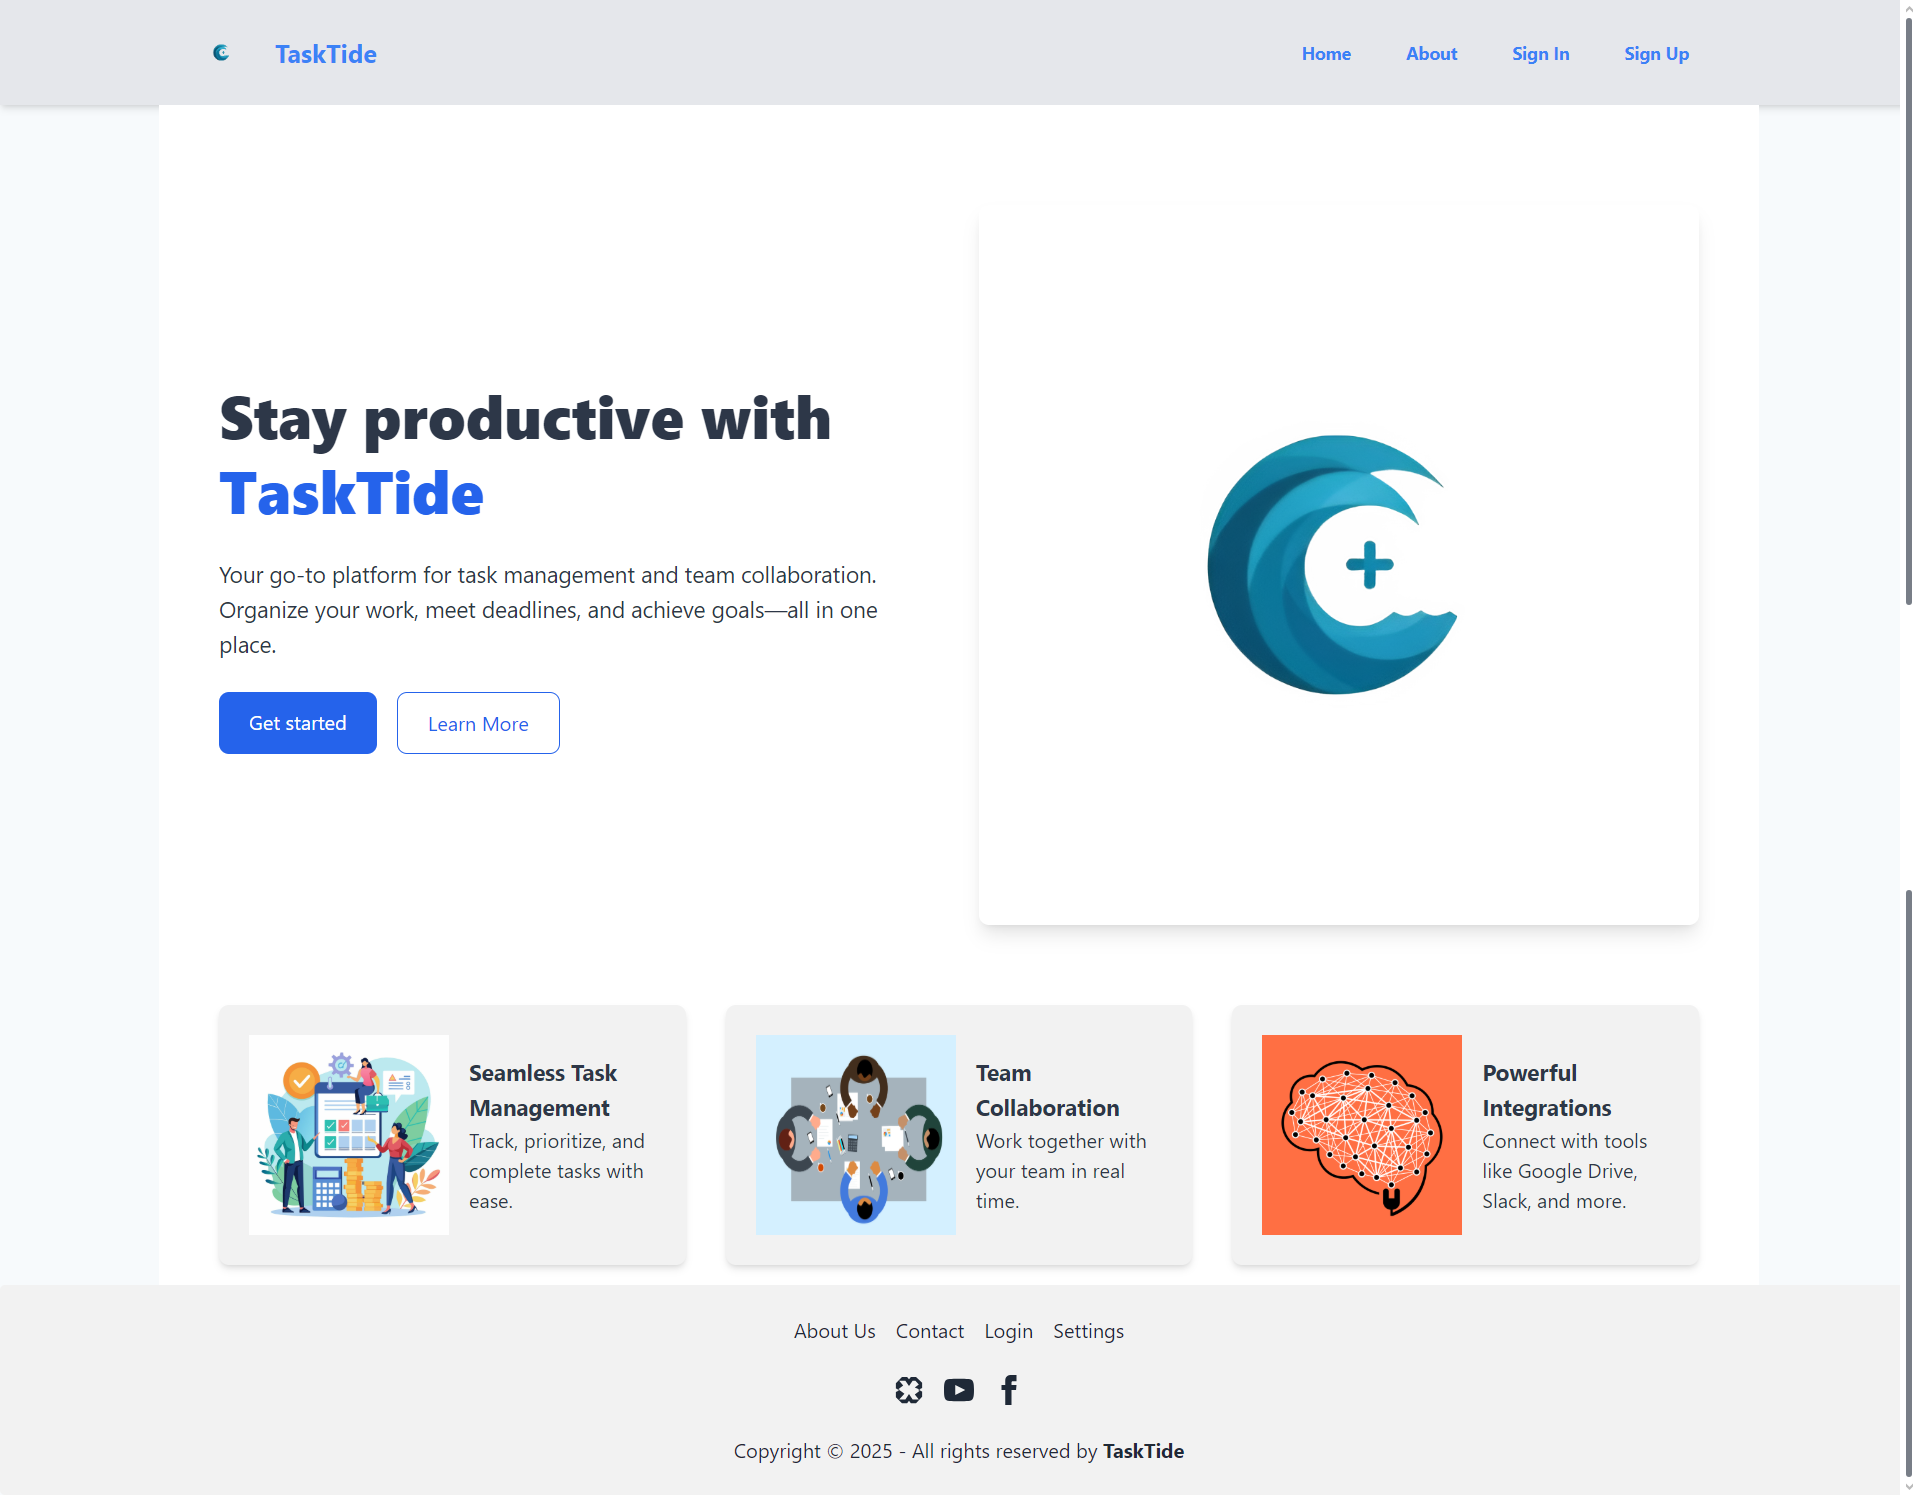 TaskTide
Home About Sign In Sign Up
Stay productive with
TaskTide
Your go-to platform for task management and team collaboration.
Organize your work, meet deadlines, and achieve goals—all in one
place.
Get started Learn More
Seamless Task
Management
Track, prioritize, and
complete tasks with
ease.
Team
Collaboration
Work together with
your team in real
time.
Powerful
Integrations
Connect with tools
like Google Drive,
Slack, and more.
About Us Contact Login Settings
Copyright © 2025 - All rights reserved by TaskTide